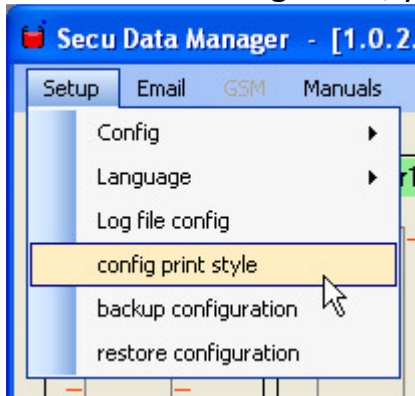 Secu Data Manager - [1.0.2.
Setup Email GSM Manuals
Config
Language
Log file config
config print style
backup configuration
restore configuration